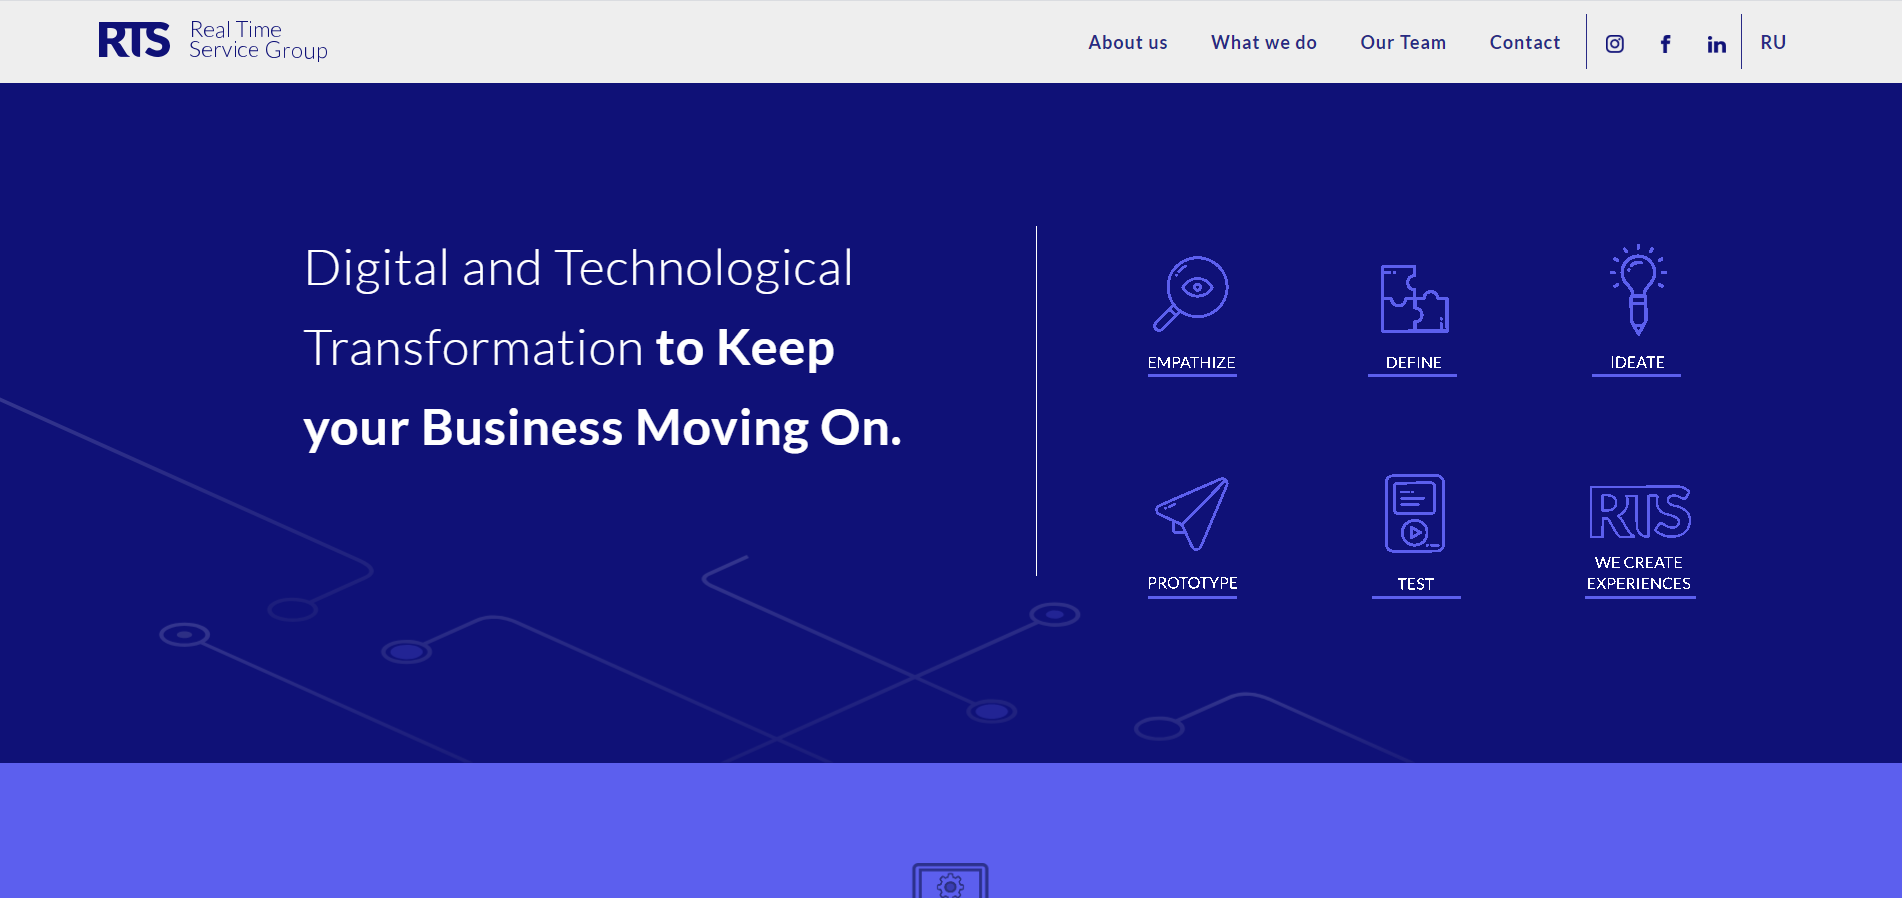 RTS
Real Time
Service Group
About us
What we do
Our Team
Contact
RU
Digital and Technological
Transformation to Keep
your Business Moving On.
EMPATHIZE
DEFINE
IDEATE
PROTOTYPE
TEST
RTS
WE CREATE
EXPERIENCES